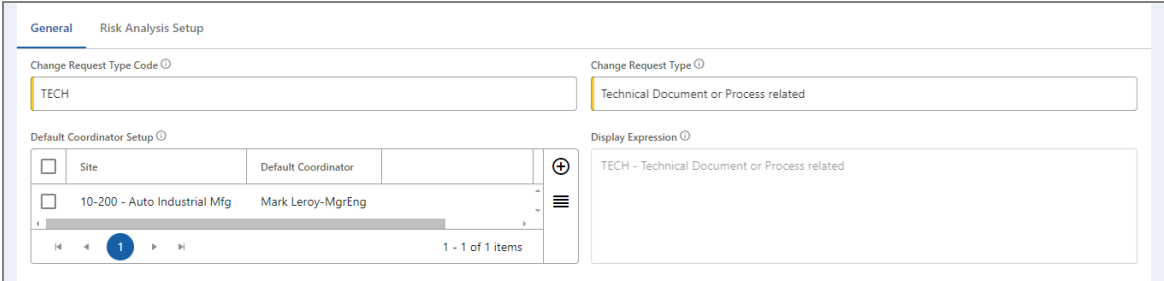 General Risk Analysis Setup
Change Request Type Code Change Request Type
TECH Technical Document or Process related
Default Coordinator Setup Display Expression
Site Default Coordinator TECH - Technical Document or Process related
10-200 - Auto Industrial Mfg Mark Leroy-MgrEng
1 1 - 1 of 1 items